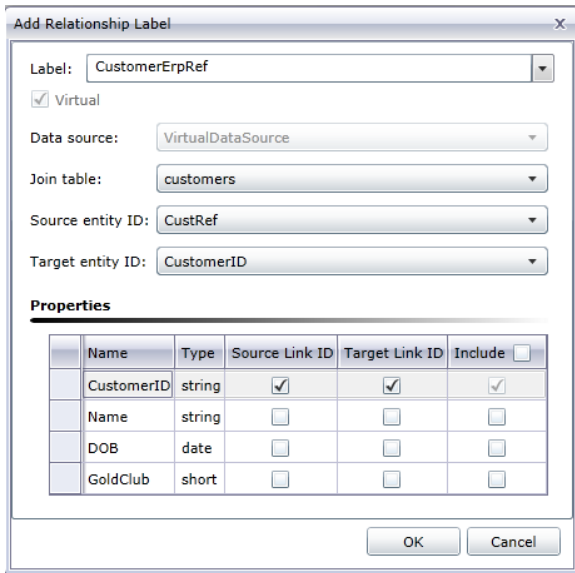 Add Relationship Label x
Label: CustomerErpRef
Virtual
Data source: VirtualDataSource
Join table: customers
Source entity ID: CustRef
Target entity ID: CustomerID
Properties
Name Type Source Link ID Target Link ID Include
CustomerID string
Name string
DOB date
GoldClub short
OK Cancel